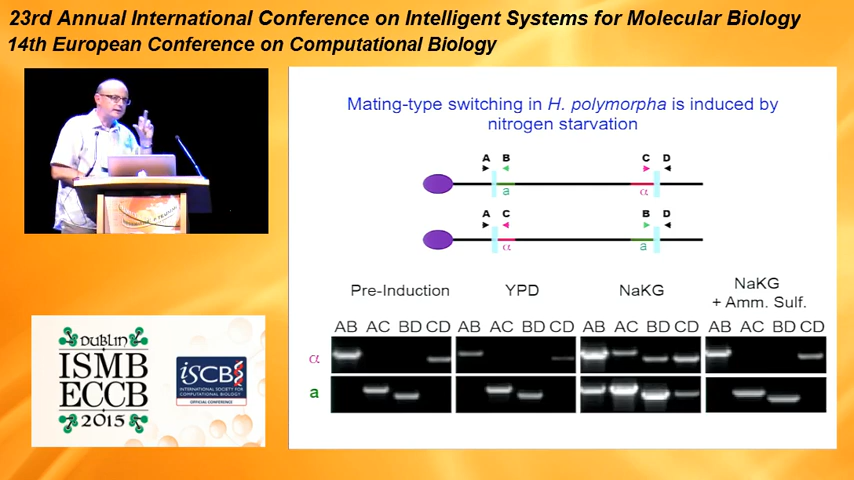 23rd Annual International Conference on Intelligent Systems for Molecular Biology
14th European Conference on Computational Biology
Mating-type switching in H. polymorpha is induced by
nitrogen starvation
A B C D
a α
A C B D
α a
Pre-Induction YPD NaKG NaKG
+ Amm. Sulf.
AB AC BD CD AB AC BD CD AB AC BD CD AB AC BD CD
α
a
DUBLIN
ISMB
ECCB
2015
ISCB
INTERNATIONAL SOCIETY FOR
COMPUTATIONAL BIOLOGY
OFFICIAL CONFERENCE